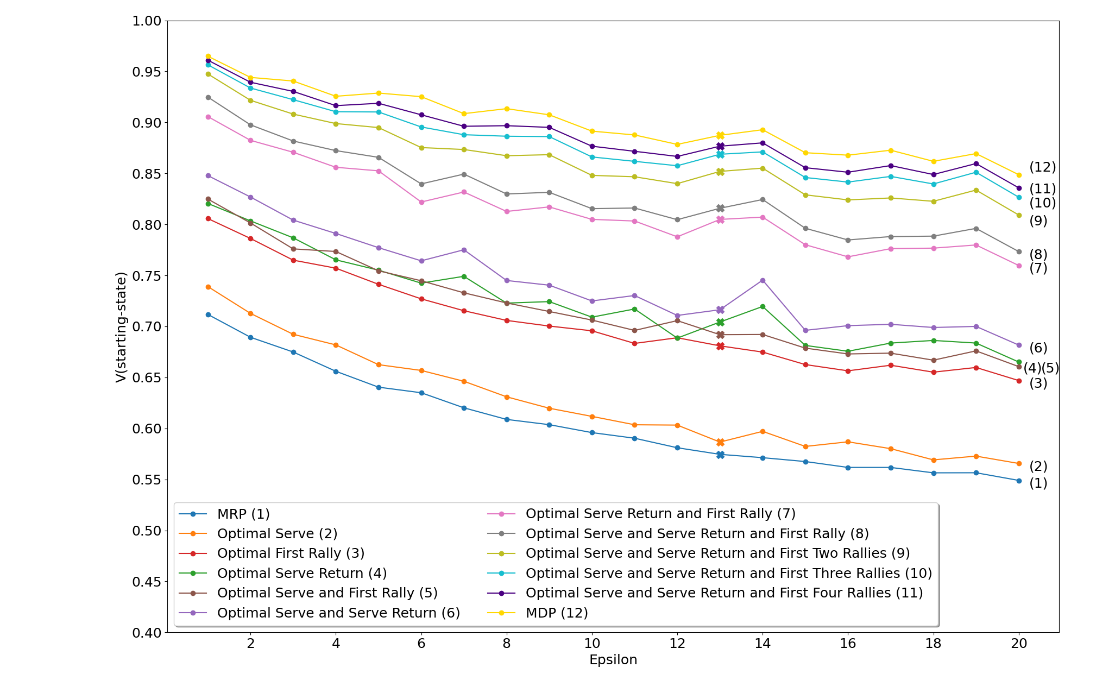 1.00
0.95
0.90
0.85
0.80
0.75
0.70
0.65
0.60
0.55
0.50
0.45
0.40
V(starting-state)
(12)
(11)
(10)
(9)
(8)
(7)
(6)
(4)(5)
(3)
(2)
(1)
MRP (1)
Optimal Serve (2)
Optimal First Rally (3)
Optimal Serve Return (4)
Optimal Serve and First Rally (5)
Optimal Serve and Serve Return (6)
Optimal Serve Return and First Rally (7)
Optimal Serve and Serve Return and First Rally (8)
Optimal Serve and Serve Return and First Two Rallies (9)
Optimal Serve and Serve Return and First Three Rallies (10)
Optimal Serve and Serve Return and First Four Rallies (11)
MDP (12)
2 4 6 8 10 12 14 16 18 20
Epsilon